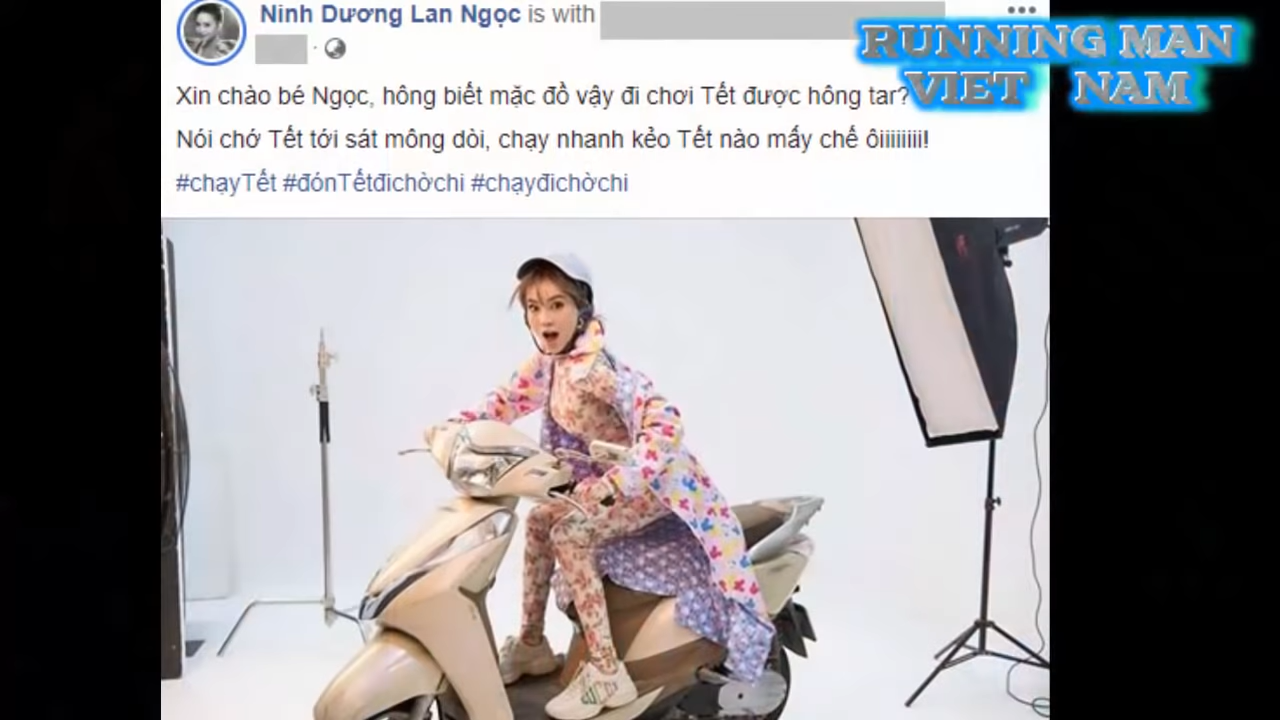 Ninh Dương Lan Ngọc is with
RUNNING MAN
VIET NAM
Xin chào bé Ngọc, hông biết mặc đồ vậy đi chơi Tết được hông tar?
Nói chớ Tết tới sát mông dòi, chạy nhanh kẻo Tết nào mấy chế ôiiiiiiiii!
#chạyTết #đónTếtđichờchi #chạyđichờchi